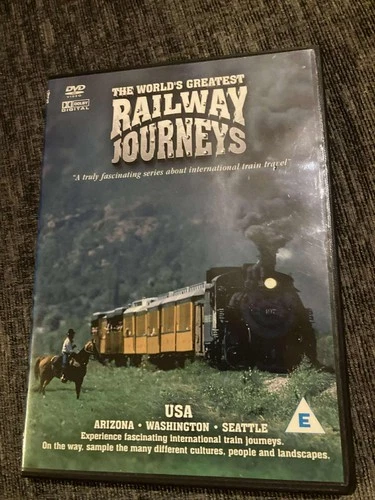 DVD
VIDEO
DOLBY
DIGITAL
THE WORLD'S GREATEST
RAILWAY
JOURNEYS
"A truly fascinating series about international train travel"
USA
ARIZONA • WASHINGTON • SEATTLE
Experience fascinating international train journeys.
On the way, sample the many different cultures, people and landscapes.
E